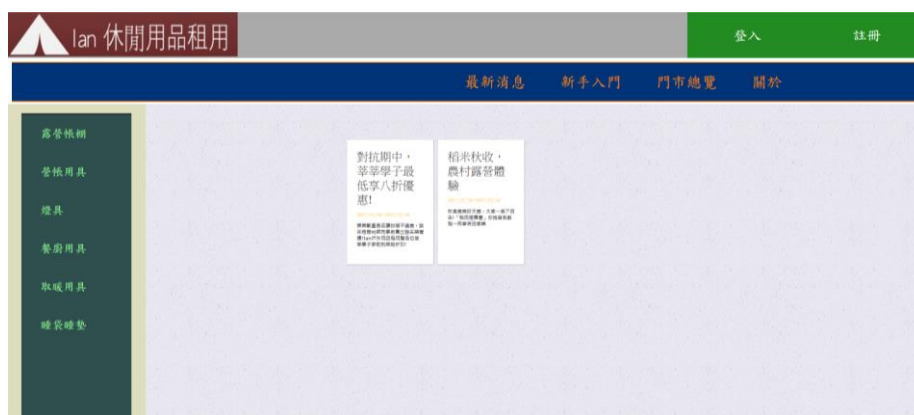 Ian 休閒用品租用
登入
註冊
最新消息
新手入門
門市總覽
關於
露營帳棚
營帳用具
燈具
餐廚用具
取暖用具
睡袋睡墊
對抗期中，
莘莘學子最
低享八折優
惠!
稻米秋收，
農村露營體
驗